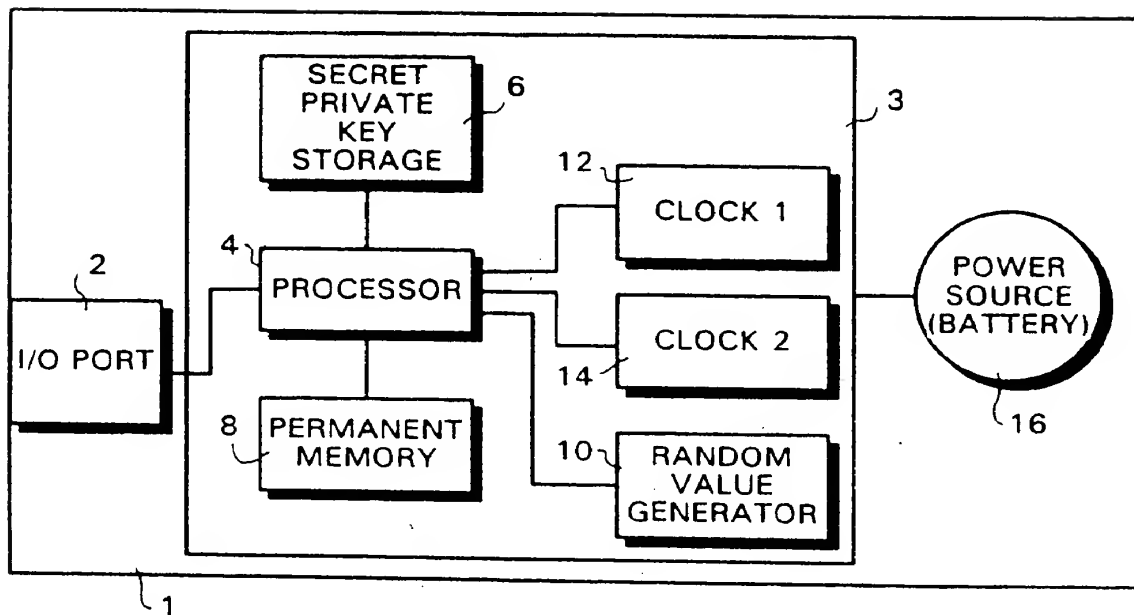 SECRET
PRIVATE
KEY
STORAGE
6
3
12
CLOCK 1
4
PROCESSOR
2
I/O PORT
POWER
SOURCE
(BATTERY)
CLOCK 2
14
16
8
PERMANENT
MEMORY
10
RANDOM
VALUE
GENERATOR
1